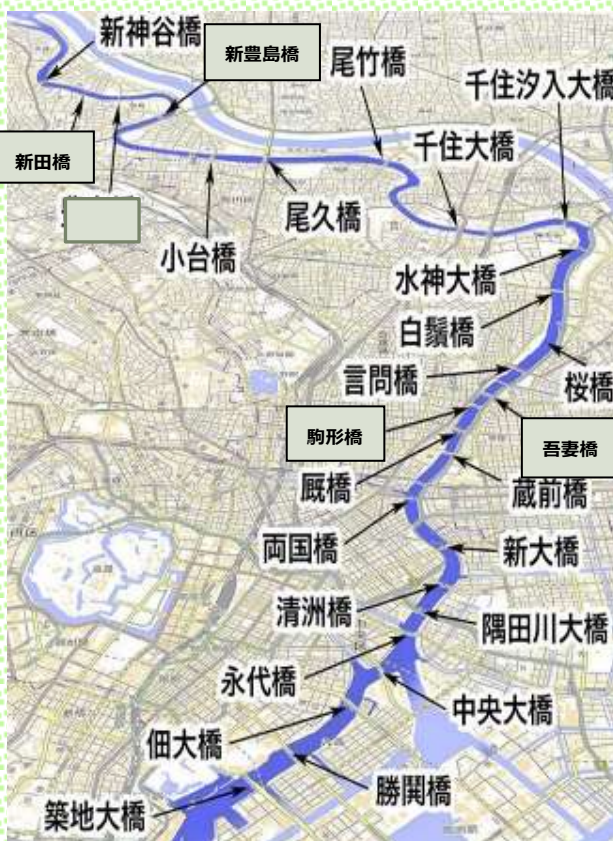 新神谷橋
新豊島橋
尾竹橋
千住汐入大橋
新田橋
千住大橋
尾久橋
小台橋
水神大橋
白鬚橋
言問橋
桜橋
駒形橋
吾妻橋
厩橋
蔵前橋
両国橋
新大橋
清洲橋
隅田川大橋
永代橋
中央大橋
佃大橋
勝鬨橋
築地大橋